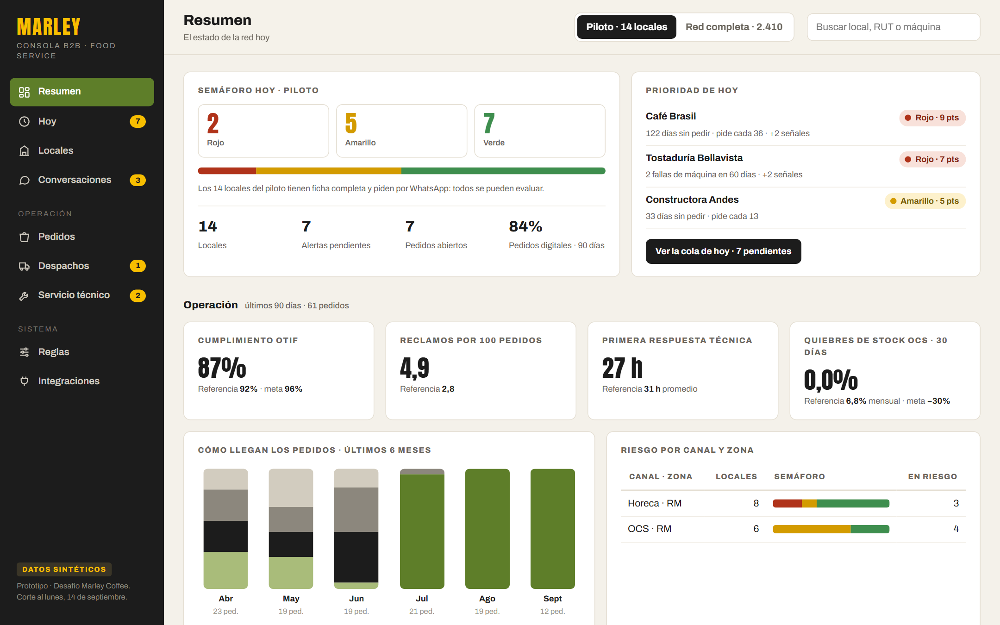 MARLEY
CONSOLA B2B · FOOD
SERVICE
Resumen
Hoy 7
Locales
Conversaciones 3
OPERACIÓN
Pedidos
Despachos 1
Servicio técnico 2
SISTEMA
Reglas
Integraciones
DATOS SINTÉTICOS
Prototipo · Desafío Marley Coffee.
Corte al lunes, 14 de septiembre.
Resumen
El estado de la red hoy
Piloto · 14 locales
Red completa · 2.410
Buscar local, RUT o máquina
SEMÁFORO HOY · PILOTO
2
Rojo
5
Amarillo
7
Verde
Los 14 locales del piloto tienen ficha completa y piden por WhatsApp: todos se pueden evaluar.
14
Locales
7
Alertas pendientes
7
Pedidos abiertos
84%
Pedidos digitales · 90 días
PRIORIDAD DE HOY
Café Brasil
Rojo · 9 pts
122 días sin pedir · pide cada 36 · +2 señales
Tostaduría Bellavista
Rojo · 7 pts
2 fallas de máquina en 60 días · +2 señales
Constructora Andes
Amarillo · 5 pts
33 días sin pedir · pide cada 13
Ver la cola de hoy · 7 pendientes
Operación últimos 90 días · 61 pedidos
CUMPLIMIENTO OTIF
87%
Referencia 92% · meta 96%
RECLAMOS POR 100 PEDIDOS
4,9
Referencia 2,8
PRIMERA RESPUESTA TÉCNICA
27 h
Referencia 31 h promedio
QUIEBRES DE STOCK OCS · 30
DÍAS
0,0%
Referencia 6,8% mensual · meta −30%
CÓMO LLEGAN LOS PEDIDOS · ÚLTIMOS 6 MESES
Abr May Jun Jul Ago Sept
23 ped. 19 ped. 19 ped. 21 ped. 19 ped. 12 ped.
RIESGO POR CANAL Y ZONA
CANAL · ZONA LOCALES SEMÁFORO EN RIESGO
Horeca · RM 8 3
OCS · RM 6 4